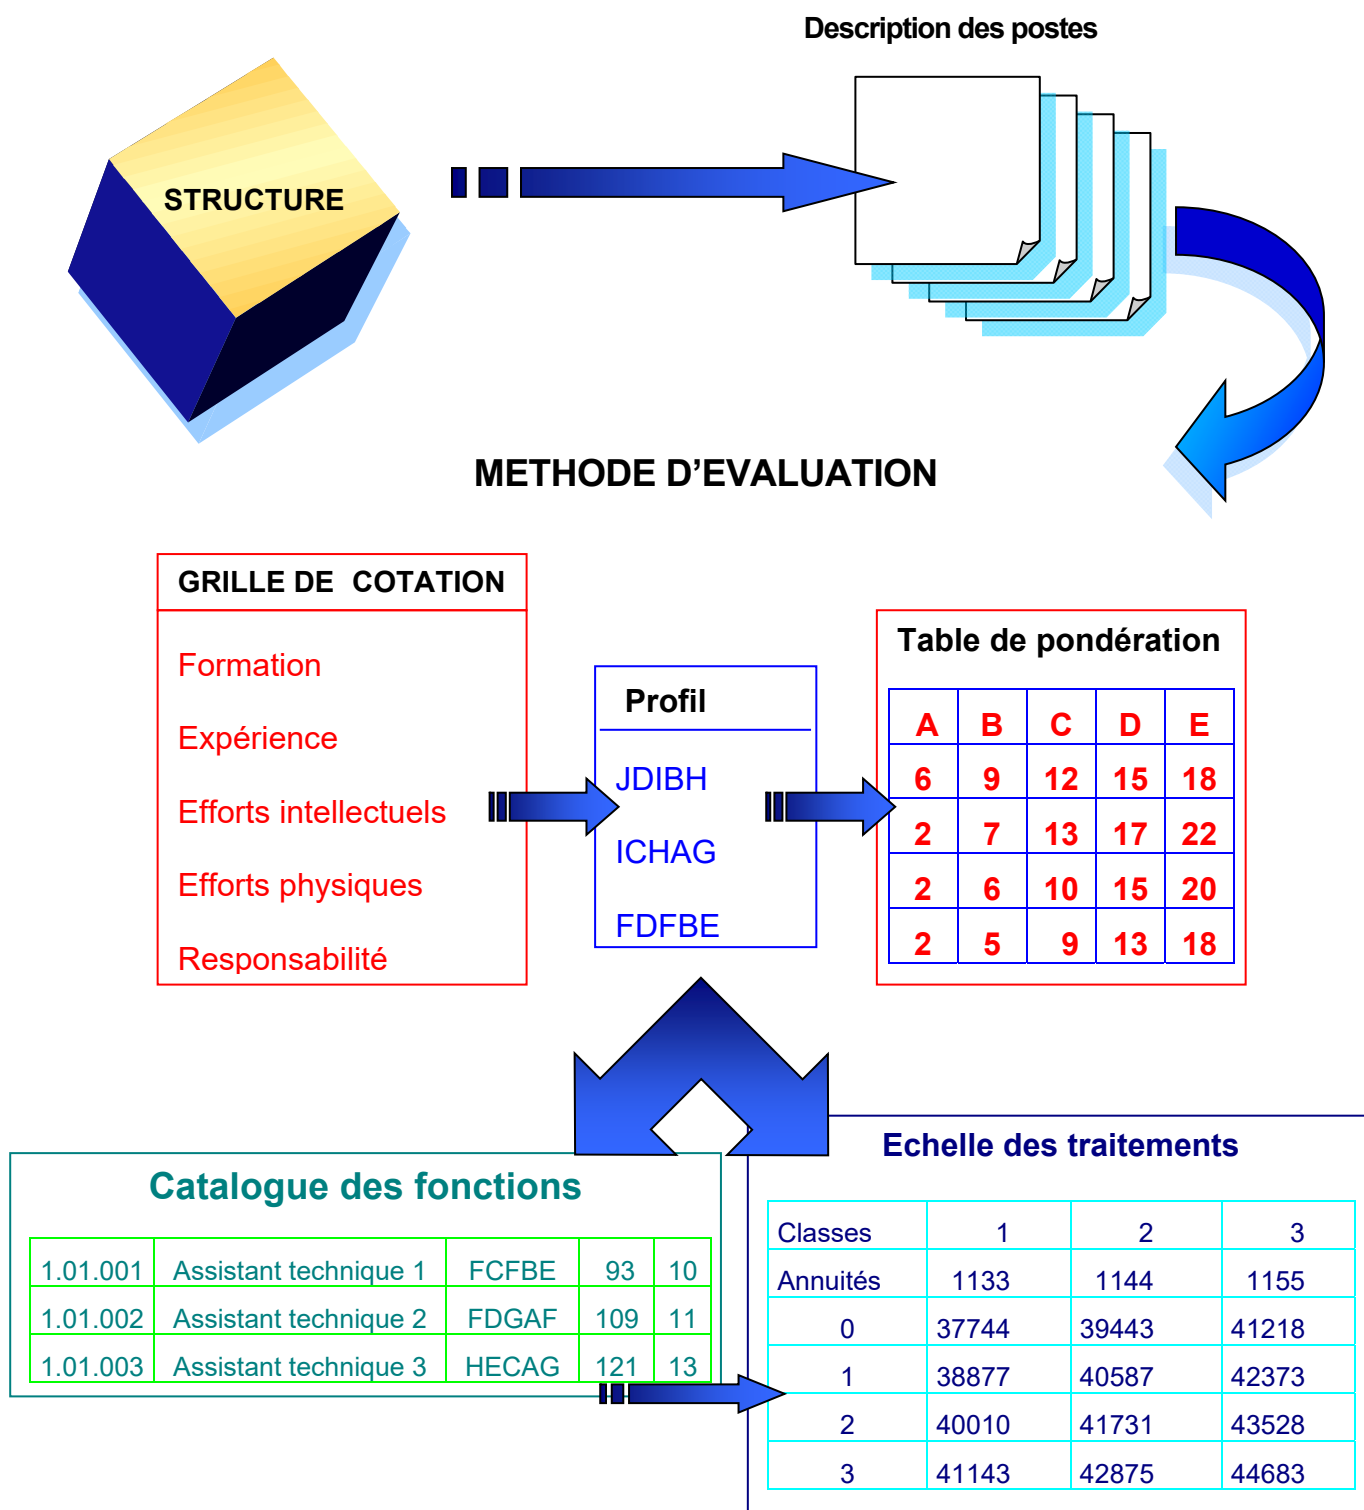 Description des postes
STRUCTURE
METHODE D'EVALUATION
GRILLE DE COTATION
Formation
Expérience
Efforts intellectuels
Efforts physiques
Responsabilité
Profil
JDIBH
ICHAG
FDFBE
Table de pondération
A B C D E
6 9 12 15 18
2 7 13 17 22
2 6 10 15 20
2 5 9 13 18
Catalogue des fonctions
1.01.001 Assistant technique 1 FCFBE 93 10
1.01.002 Assistant technique 2 FDGAF 109 11
1.01.003 Assistant technique 3 HECAG 121 13
Echelle des traitements
Classes 1 2 3
Annuités 1133 1144 1155
0 37744 39443 41218
1 38877 40587 42373
2 40010 41731 43528
3 41143 42875 44683